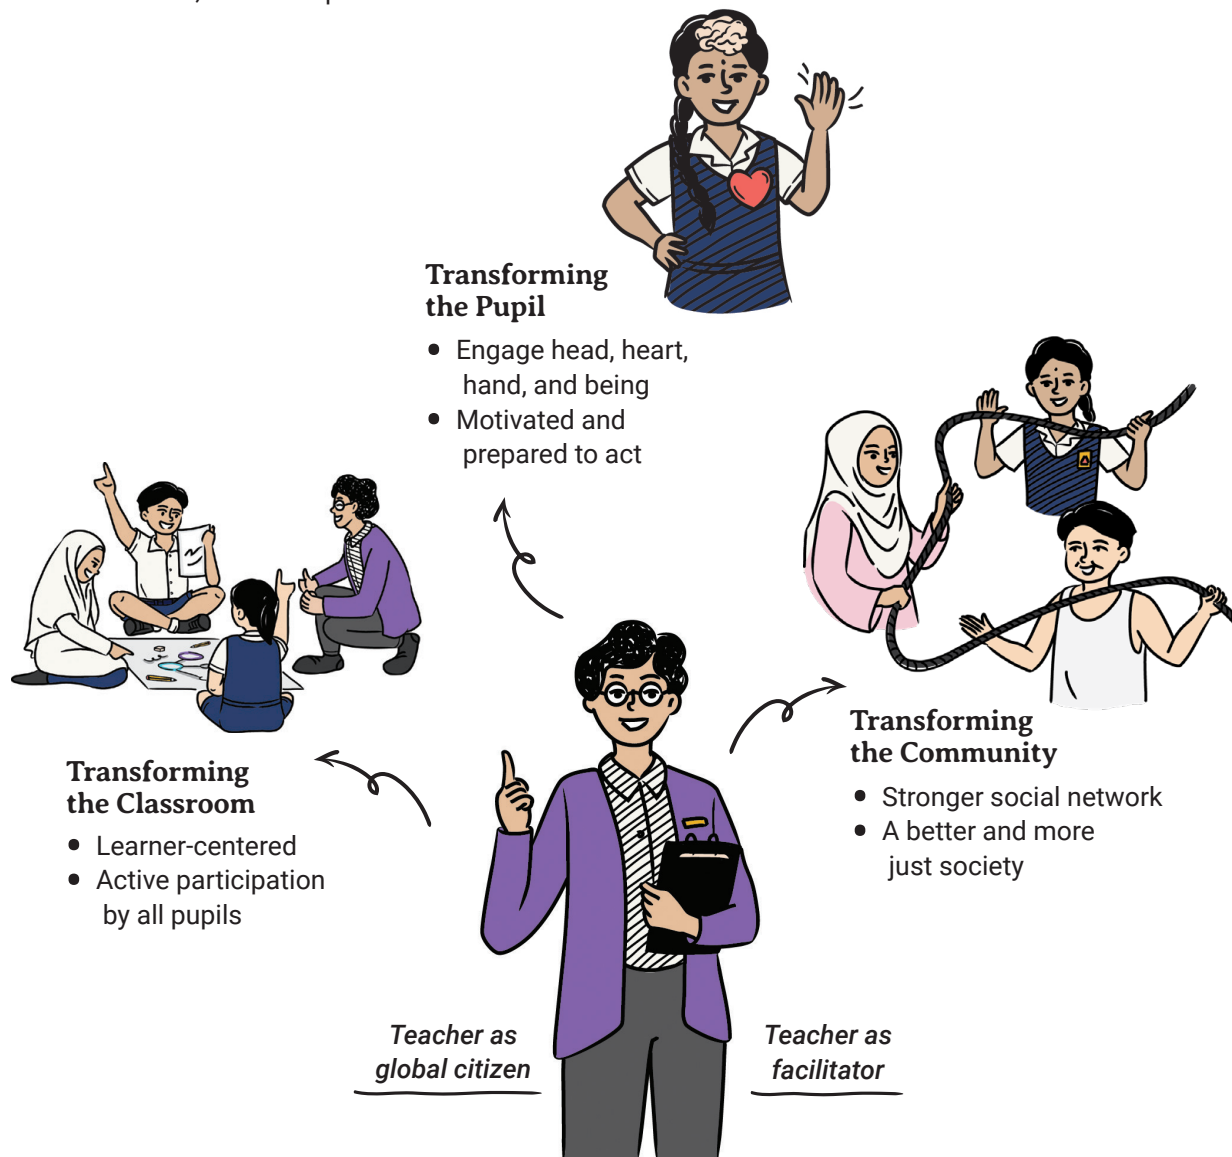 Transforming
the Pupil
• Engage head, heart,
hand, and being
• Motivated and
prepared to act
Transforming
the Classroom
• Learner-centered
• Active participation
by all pupils
Transforming
the Community
• Stronger social network
• A better and more
just society
Teacher as
global citizen
Teacher as
facilitator